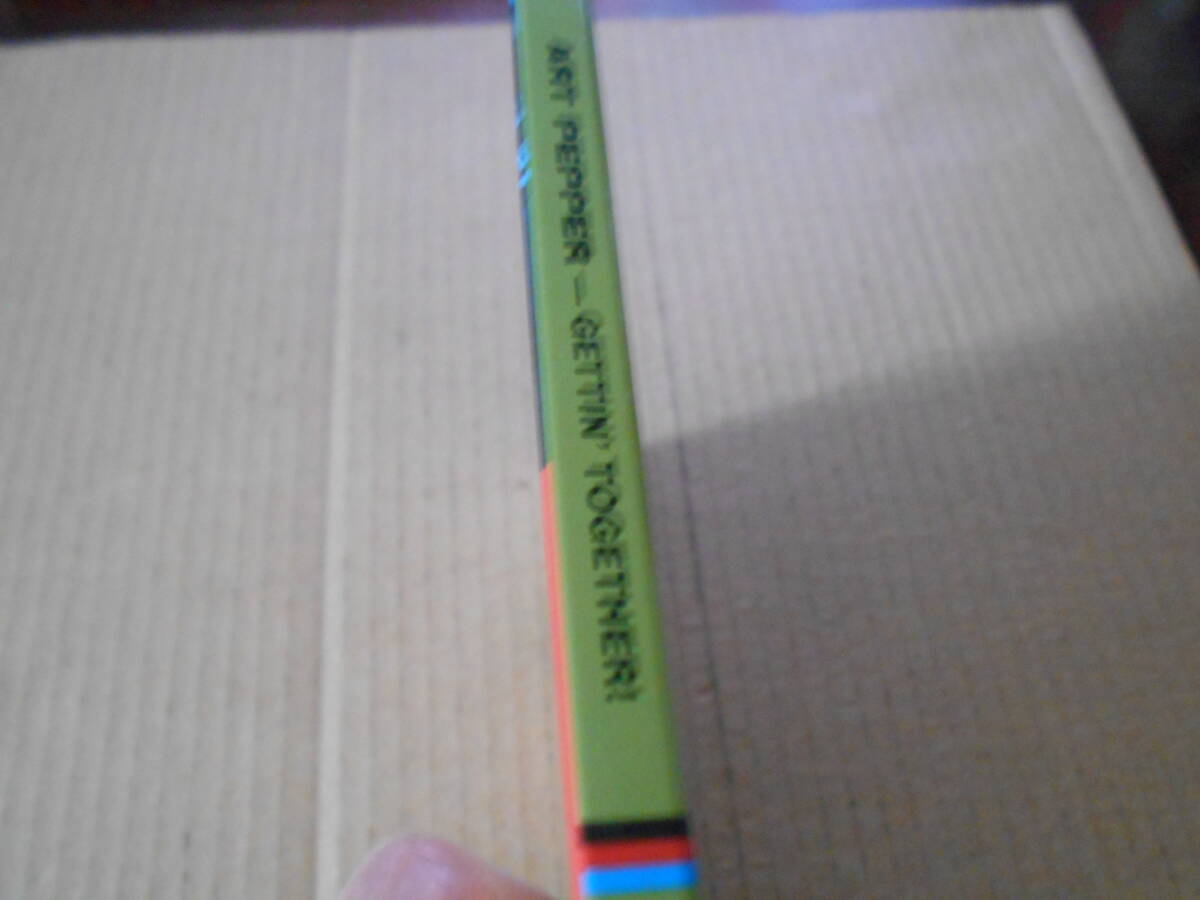 ART PEPPER — GETTIN' TOGETHER!